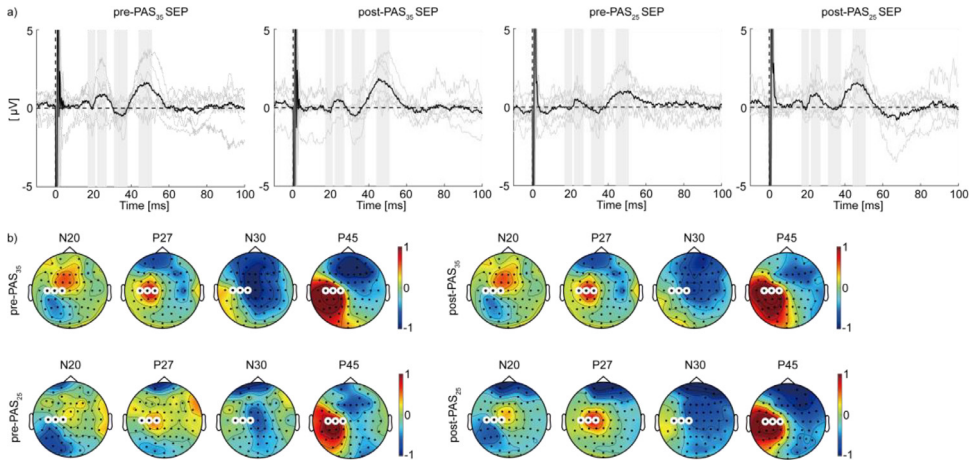 a) pre-PAS35 SEP post-PAS35 SEP pre-PAS25 SEP post-PAS25 SEP
5 5 5 5
[ µV]
0 0 0 0
-5 -5 -5 -5
0 20 40 60 80 100 0 20 40 60 80 100 0 20 40 60 80 100 0 20 40 60 80 100
Time [ms] Time [ms] Time [ms] Time [ms]
b) N20 P27 N30 P45 N20 P27 N30 P45
pre-PAS35 1 0 -1 post-PAS35 1 0 -1
N20 P27 N30 P45 N20 P27 N30 P45
pre-PAS25 1 0 -1 post-PAS25 1 0 -1